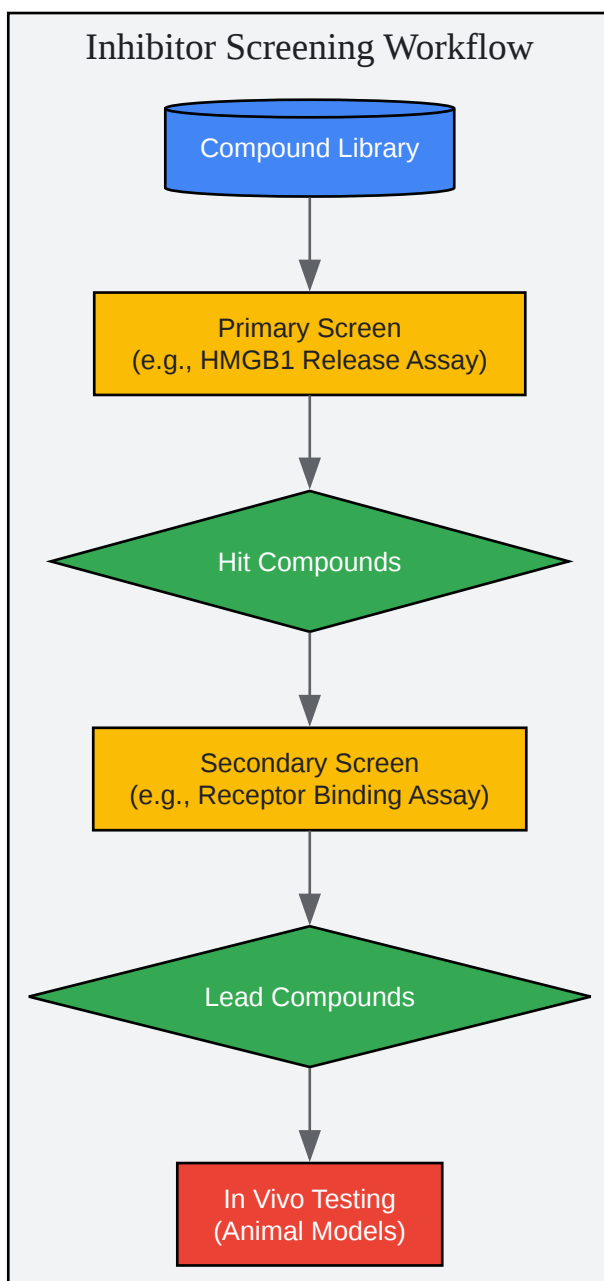 Inhibitor Screening Workflow
Compound Library
Primary Screen
(e.g., HMGB1 Release Assay)
Hit Compounds
Secondary Screen
(e.g., Receptor Binding Assay)
Lead Compounds
In Vivo Testing
(Animal Models)